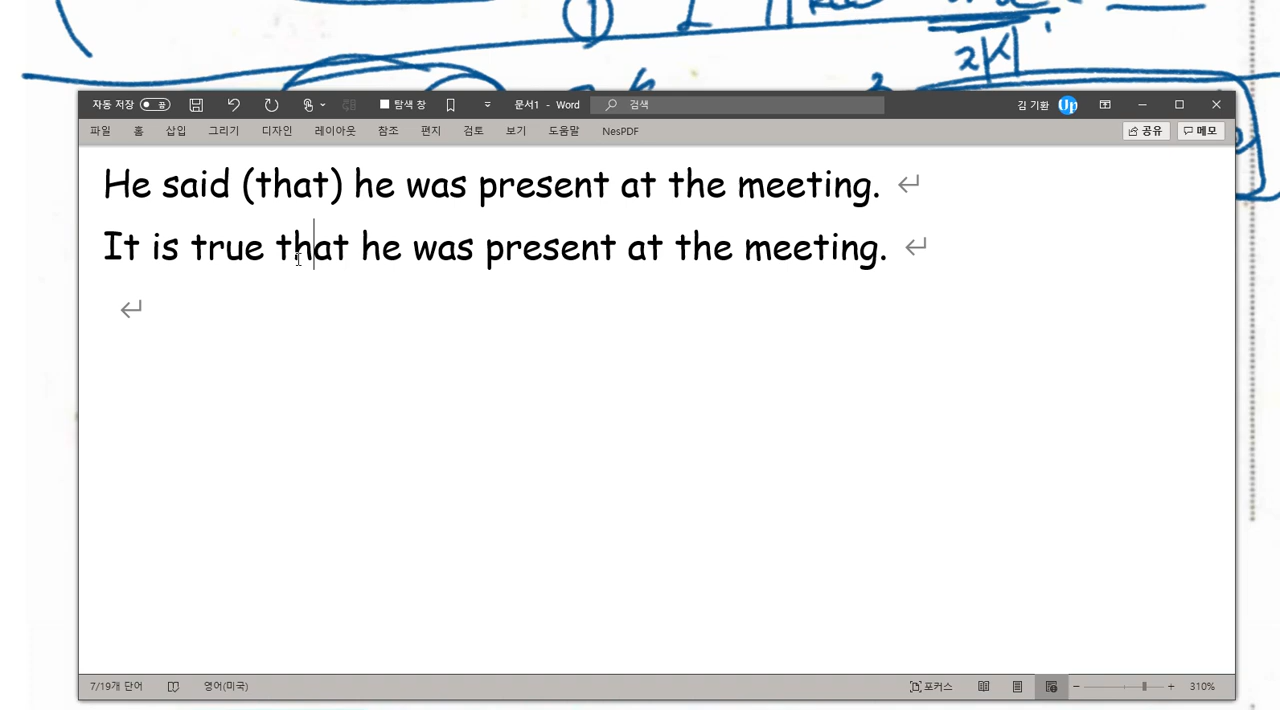 ① L
2|K|
자동 저장 끔 탐색 창 문서1 - Word 검색 김 기환 Up
파일 홈 삽입 그리기 디자인 레이아웃 참조 편지 검토 보기 도움말 NesPDF 공유 메모
He said (that) he was present at the meeting.
It is true that he was present at the meeting.
7/19개 단어 영어(미국) 포커스 310%